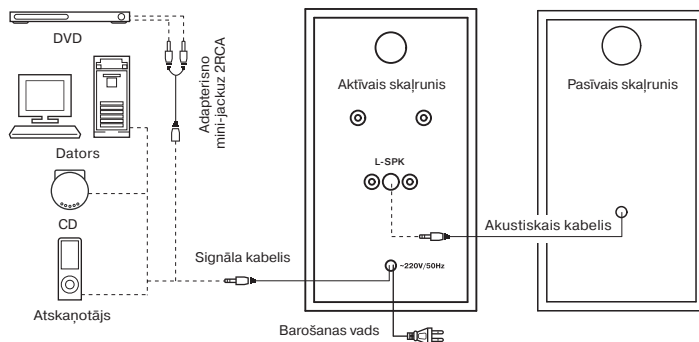 DVD
Adapterisno
mini-jackuz 2RCA
Aktīvais skaļrunis
Pasīvais skaļrunis
Dators
L-SPK
CD
Akustiskais kabelis
Signāla kabelis
~220V/50Hz
Atskaņotājs
Barošanas vads